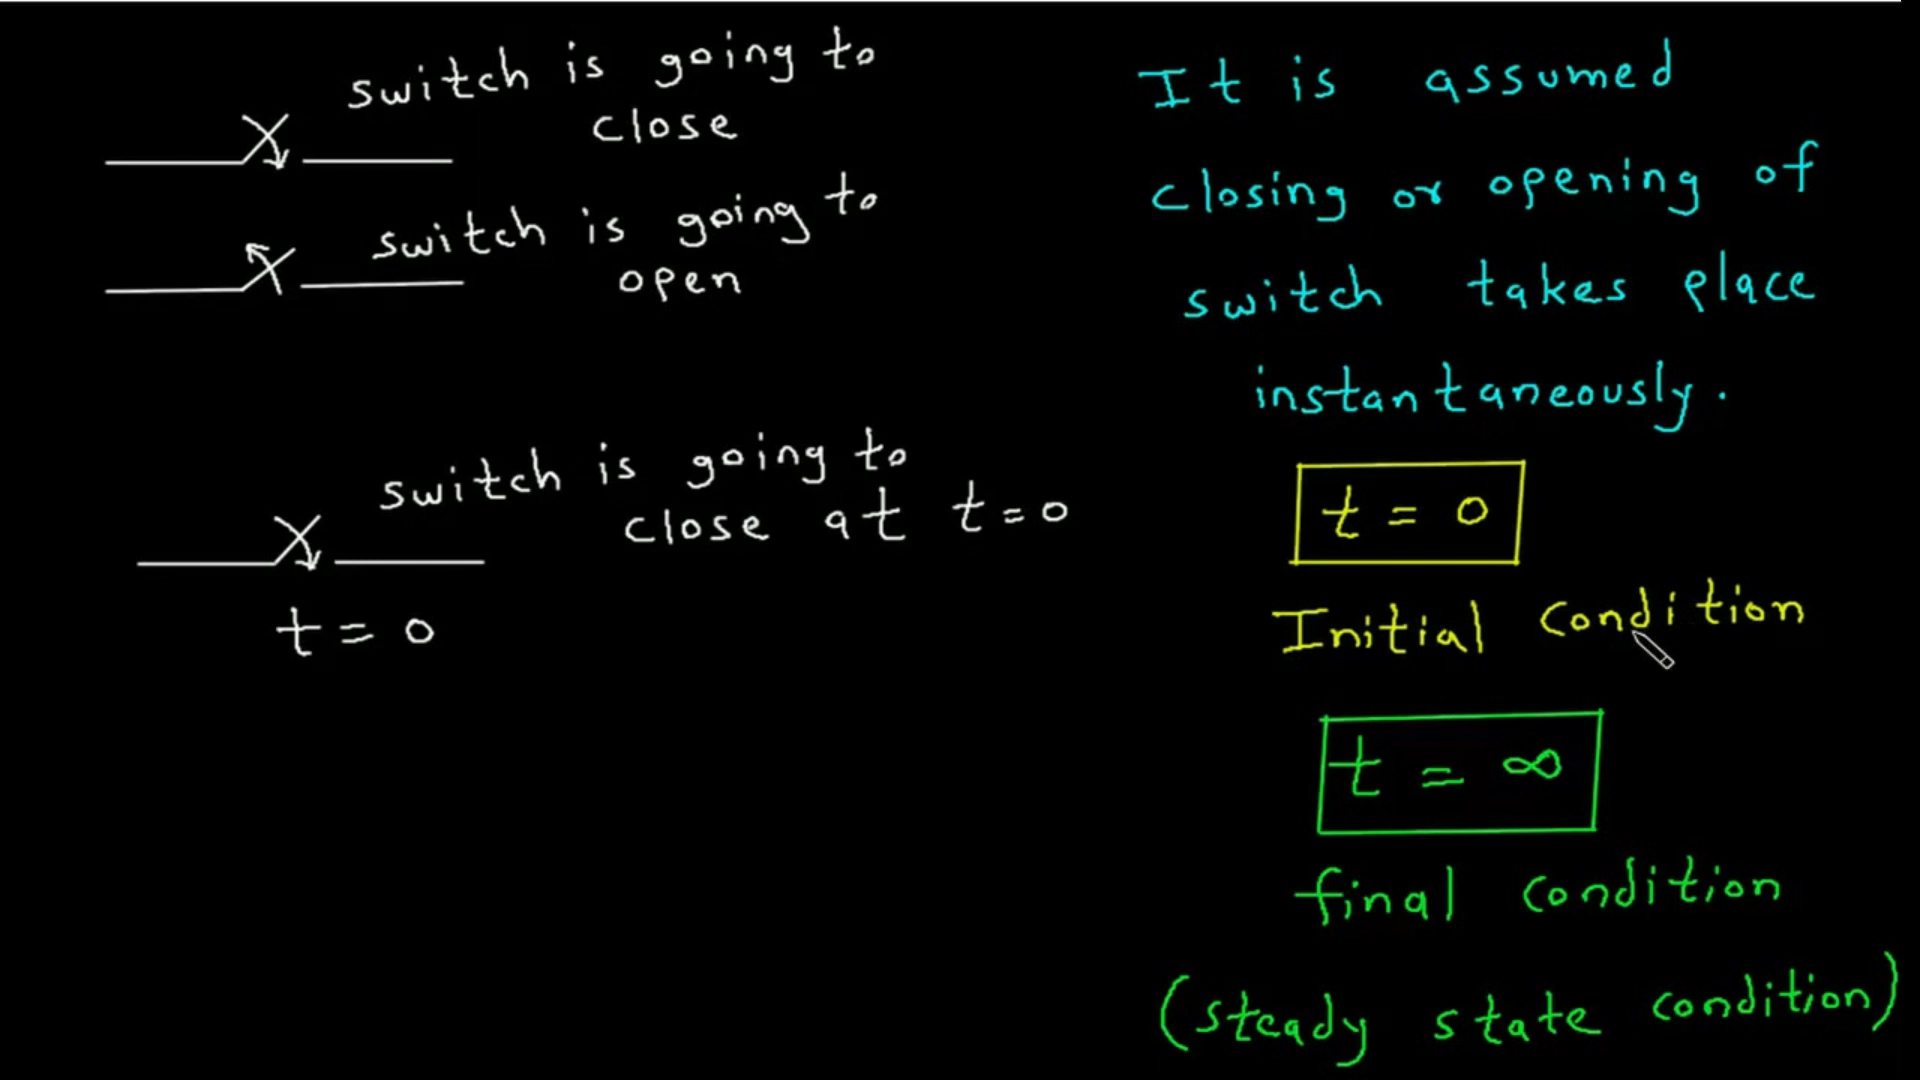 switch is going to
close
switch is going to
open
switch is going to
close at t = 0
t = 0
It is assumed
closing or opening of
switch takes place
instantaneously.
t = 0
Initial condition
t = ∞
final condition
(steady state condition)